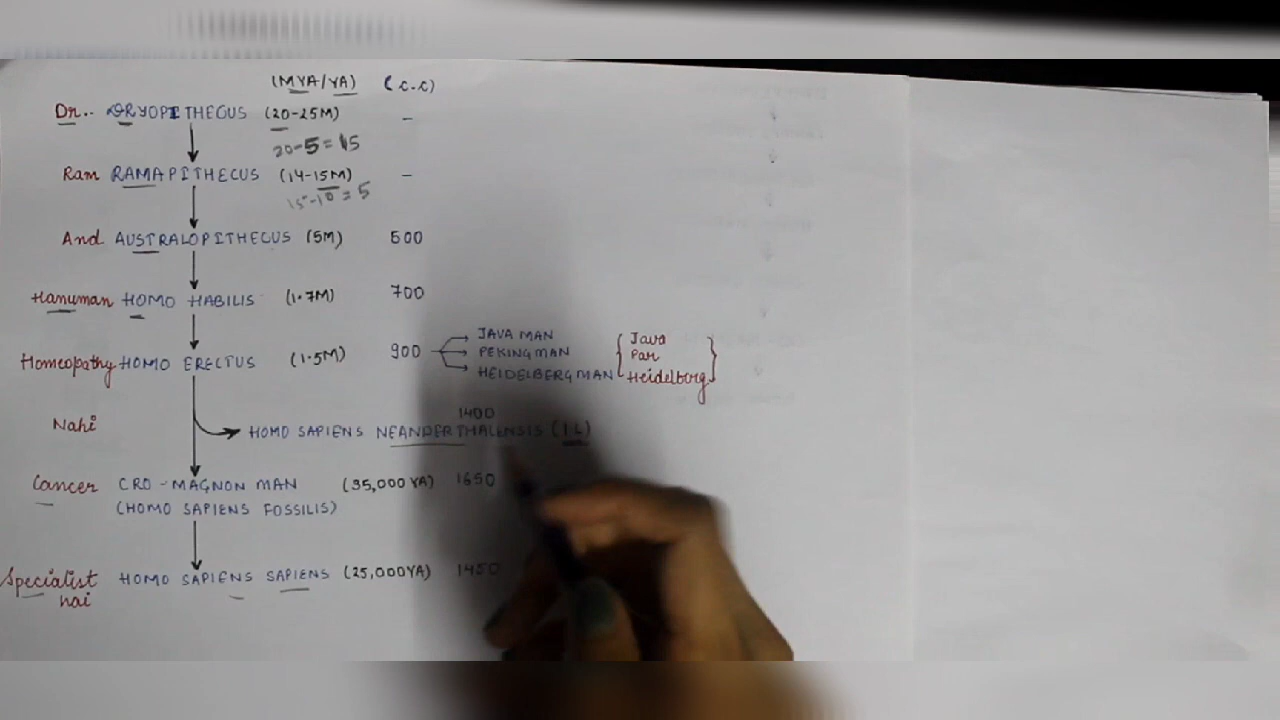 (MYA/YA) (C.C)
Dr.. DRYOPITHECUS (20-25M) -
20-5=15
Ram RAMAPITHECUS (14-15M) -
15-10=5
And AUSTRALOPITHECUS (5M) 500
Hanuman HOMO HABILIS (1.7M) 700
Homeopathy HOMO ERECTUS (1.5M) 900
JAVA MAN Java
PEKING MAN Par
HEIDELBERG MAN Heidelberg
Nahi
1400
HOMO SAPIENS NEANDERTHALENSIS (1L)
Cancer CRO-MAGNON MAN (35,000 YA) 1650
(HOMO SAPIENS FOSSILIS)
Specialist HOMO SAPIENS SAPIENS (25,000YA) 1450
hai